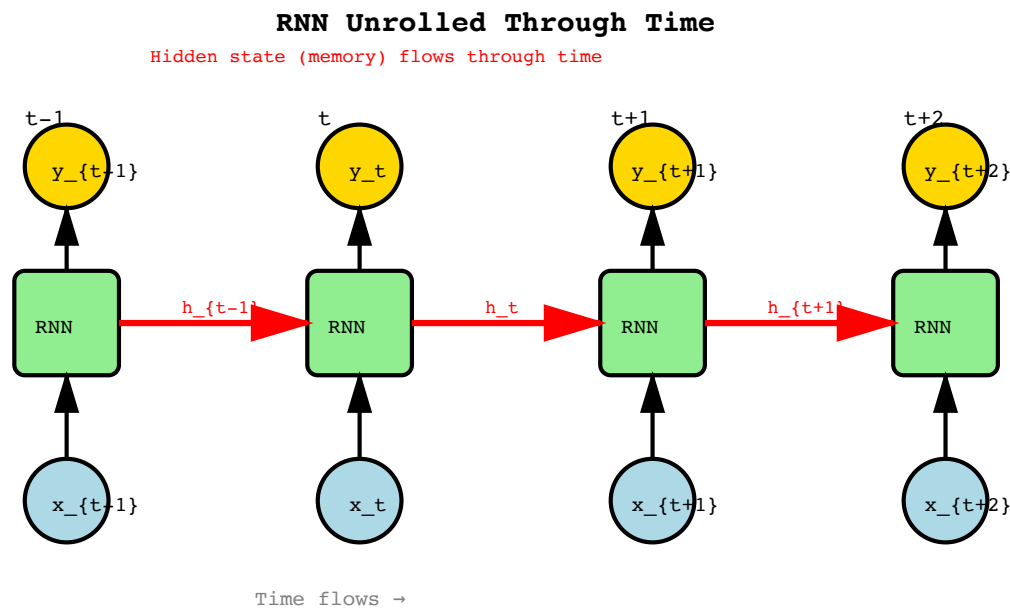 RNN Unrolled Through Time
Hidden state (memory) flows through time
t-1 t t+1 t+2
y_{t-1} y_t y_{t+1} y_{t+2}
h_{t-1} h_t h_{t+1}
RNN RNN RNN RNN
x_{t-1} x_t x_{t+1} x_{t+2}
Time flows →